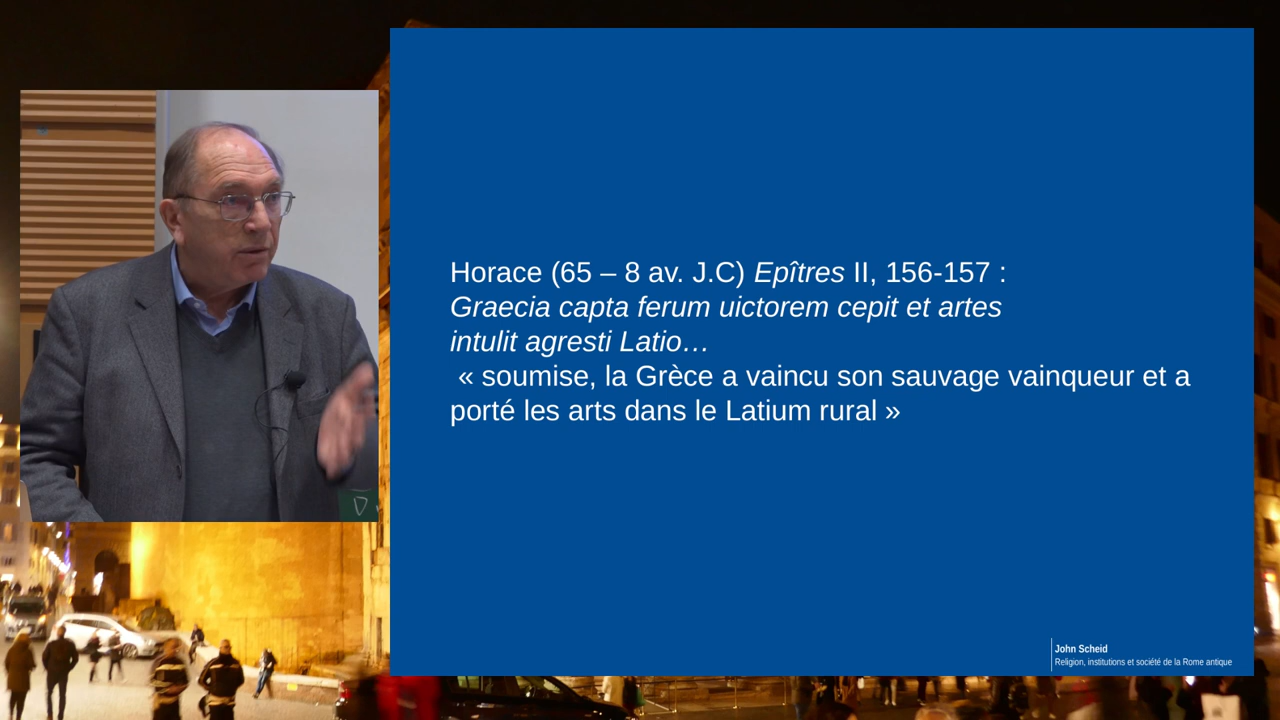 Horace (65 – 8 av. J.C) Epîtres II, 156-157 :
Graecia capta ferum uictorem cepit et artes
intulit agresti Latio…
« soumise, la Grèce a vaincu son sauvage vainqueur et a
porté les arts dans le Latium rural »
John Scheid
Religion, institutions et société de la Rome antique